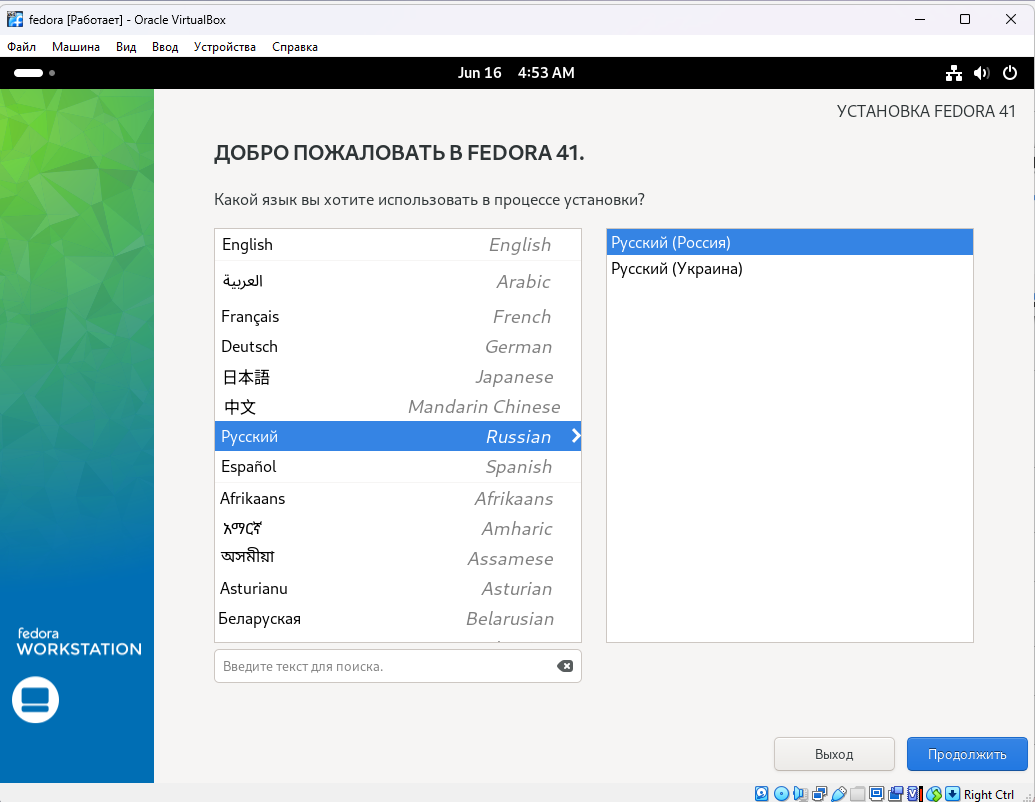 fedora [Работает] - Oracle VirtualBox
Файл Машина Вид Ввод Устройства Справка
Jun 16 4:53 AM
УСТАНОВКА FEDORA 41
ДОБРО ПОЖАЛОВАТЬ В FEDORA 41.
Какой язык вы хотите использовать в процессе установки?
English English
العربية Arabic
Français French
Deutsch German
日本語 Japanese
中文 Mandarin Chinese
Русский Russian
Español Spanish
Afrikaans Afrikaans
አማርኛ Amharic
অসমীয়া Assamese
Asturianu Asturian
Беларуская Belarusian
Русский (Россия)
Русский (Украина)
Введите текст для поиска.
fedora
WORKSTATION
Выход Продолжить
Right Ctrl